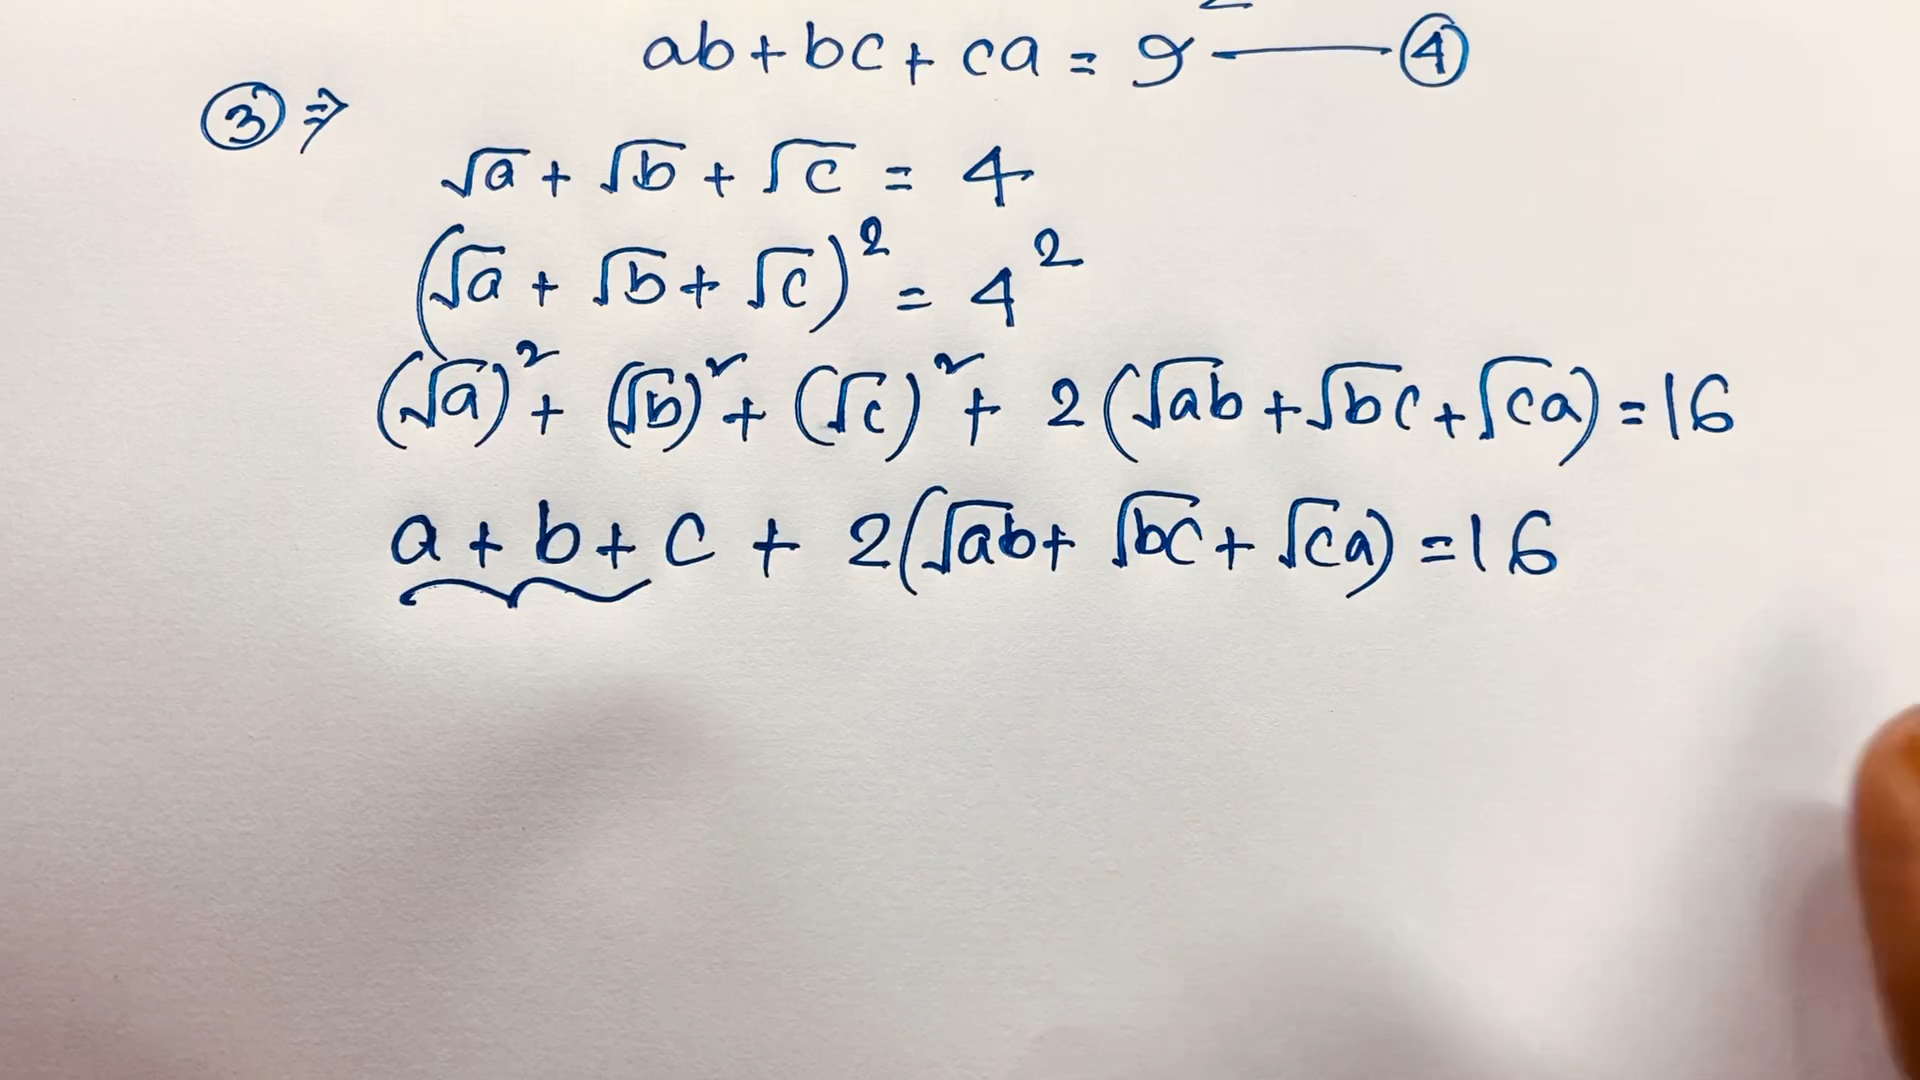 ab + bc + ca = 9 — ④
③ ⇒
√a + √b + √c = 4
(√a + √b + √c)² = 4²
(√a)² + (√b)² + (√c)² + 2(√ab + √bc + √ca) = 16
a + b + c + 2(√ab + √bc + √ca) = 16